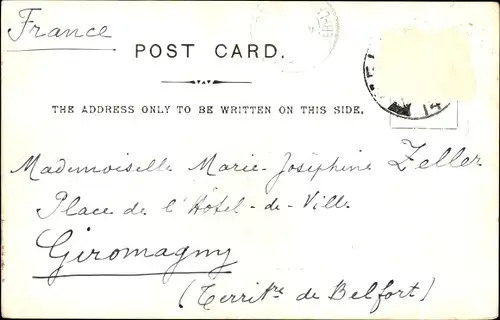 France
POST CARD.
THE ADDRESS ONLY TO BE WRITTEN ON THIS SIDE.
14
Mademoiselle Marie-Joséphine Zeller
Place de l'Hôtel-de-Ville
Giromagny
(Territre de Belfort)